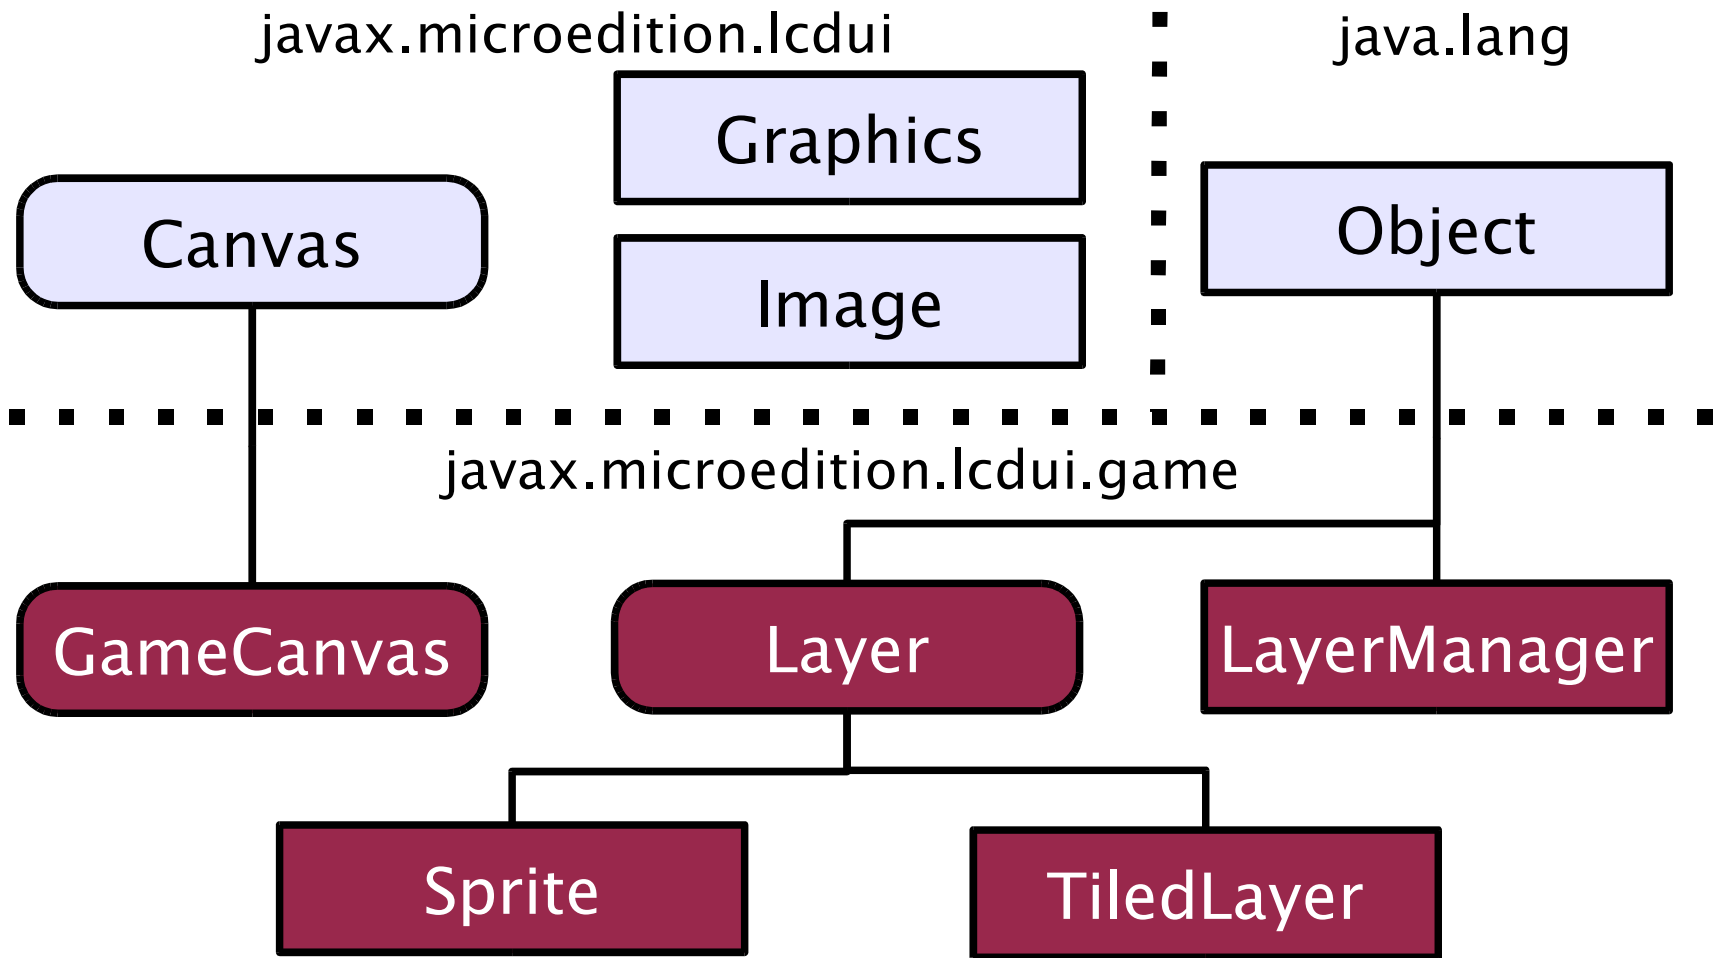 javax.microedition.lcdui
java.lang
Graphics
Canvas
Object
Image
javax.microedition.lcdui.game
GameCanvas
Layer
LayerManager
Sprite
TiledLayer